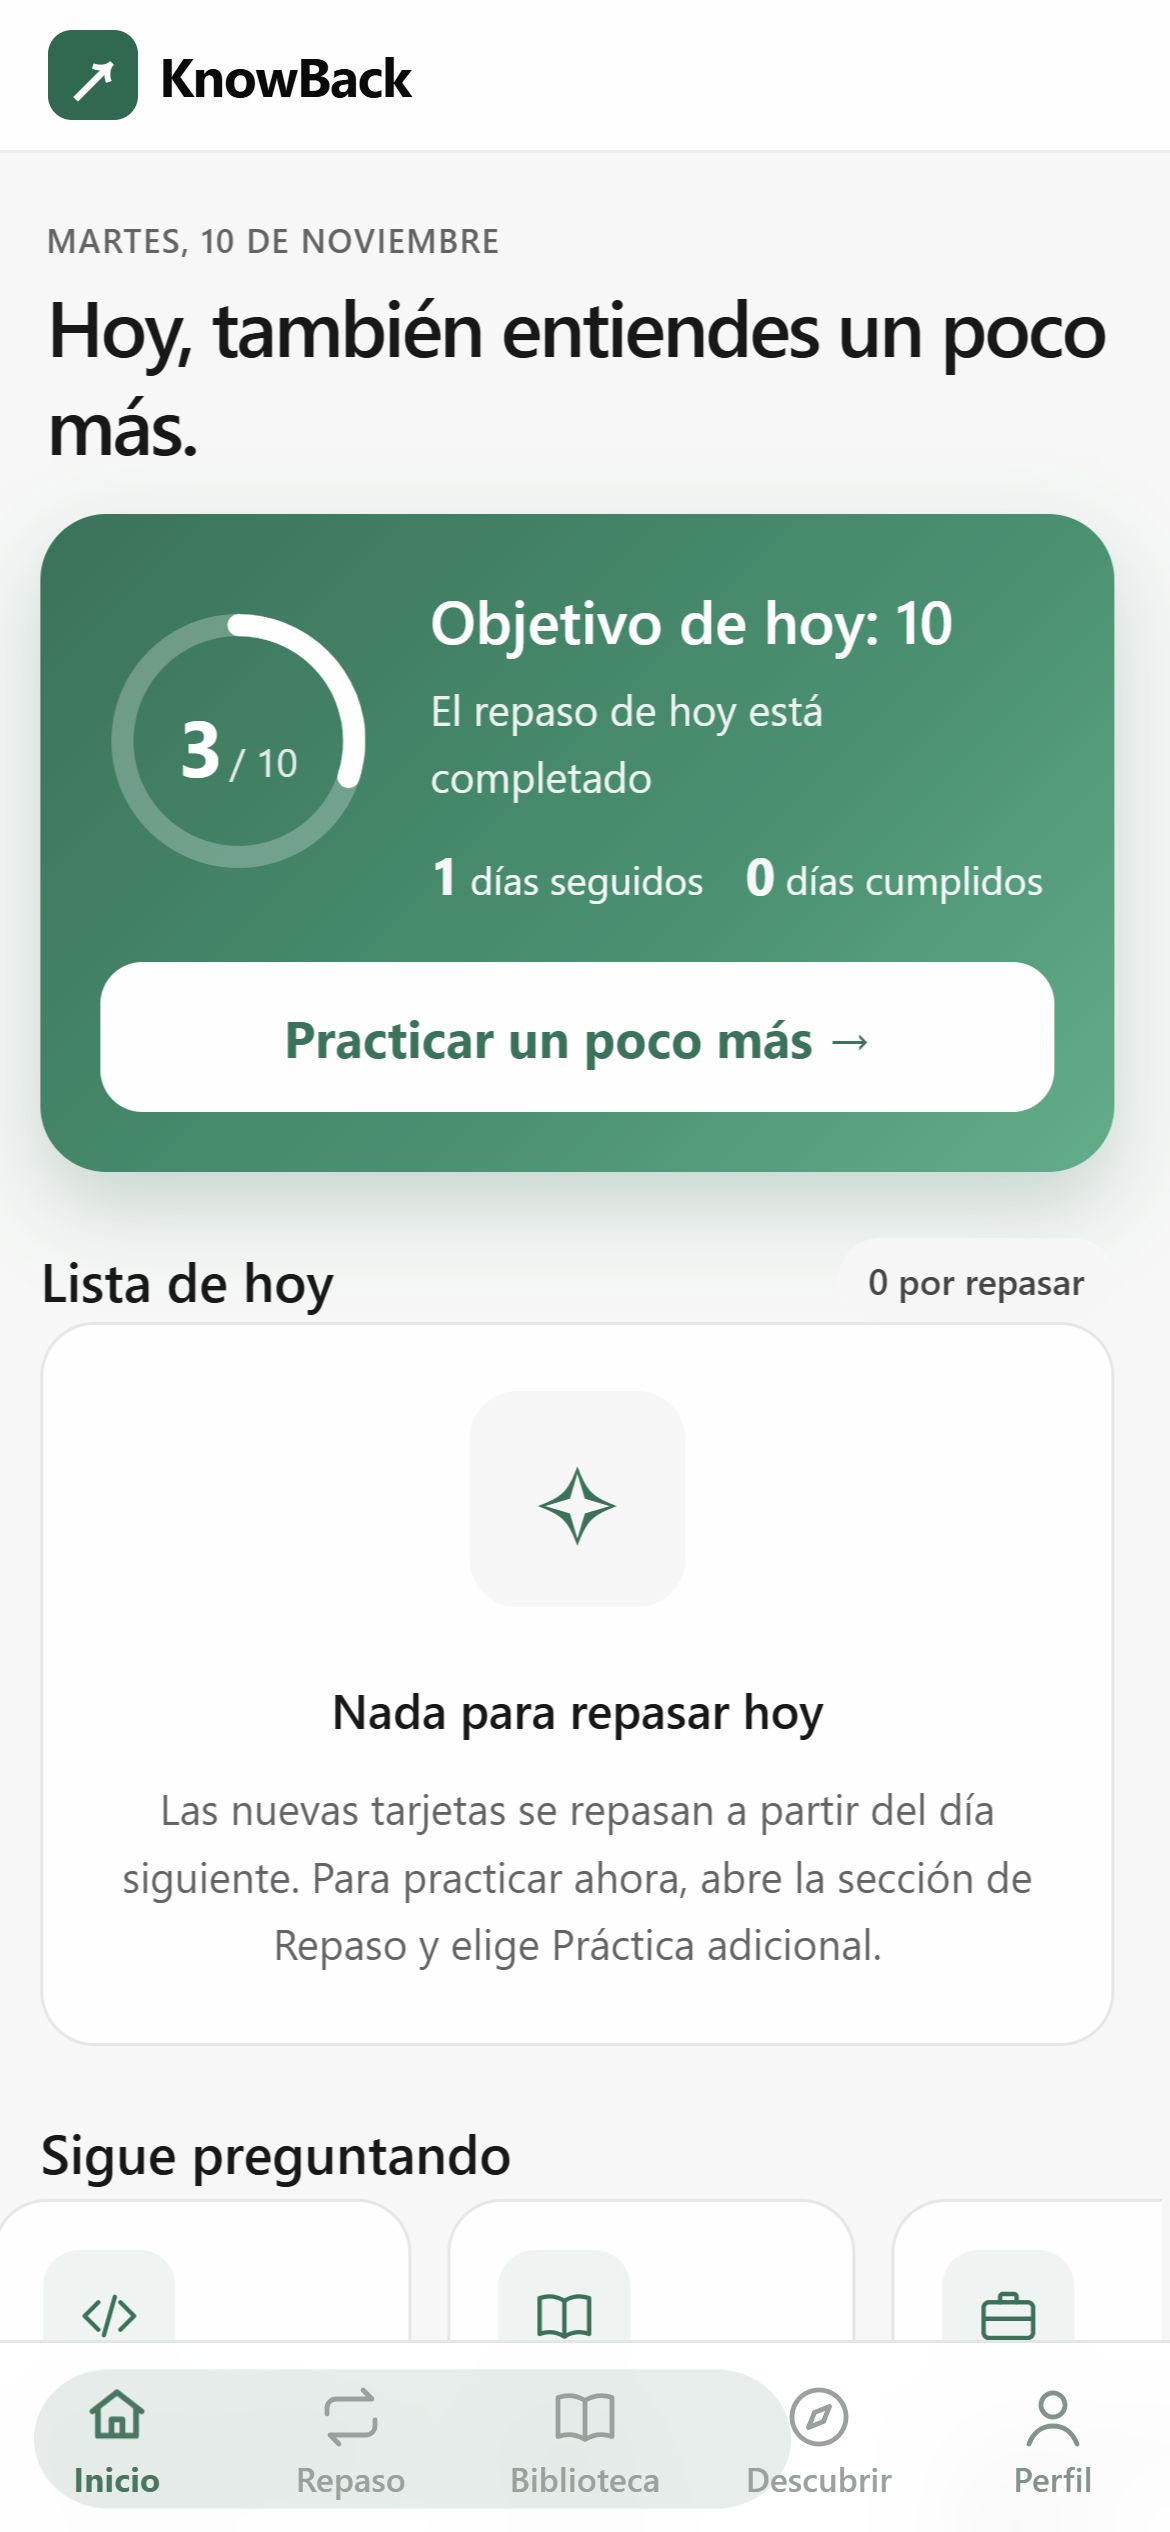 KnowBack
MARTES, 10 DE NOVIEMBRE
Hoy, también entiendes un poco
más.
3 / 10
Objetivo de hoy: 10
El repaso de hoy está
completado
1 días seguidos 0 días cumplidos
Practicar un poco más →
Lista de hoy
0 por repasar
Nada para repasar hoy
Las nuevas tarjetas se repasan a partir del día
siguiente. Para practicar ahora, abre la sección de
Repaso y elige Práctica adicional.
Sigue preguntando
Inicio
Repaso
Biblioteca
Descubrir
Perfil